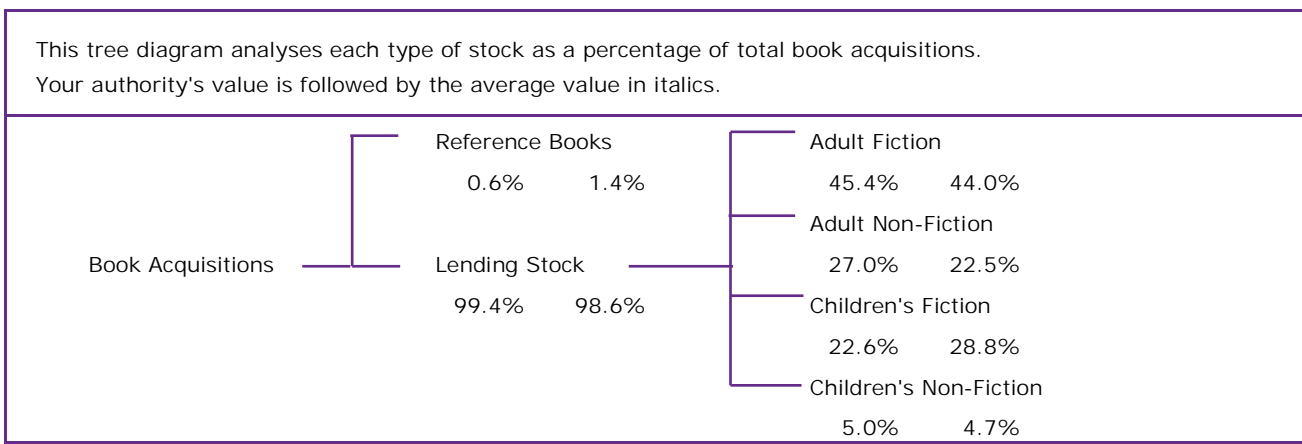 This tree diagram analyses each type of stock as a percentage of total book acquisitions.
Your authority's value is followed by the average value in italics.
Reference Books
0.6% 1.4%
Book Acquisitions
Lending Stock
99.4% 98.6%
Adult Fiction
45.4% 44.0%
Adult Non-Fiction
27.0% 22.5%
Children's Fiction
22.6% 28.8%
Children's Non-Fiction
5.0% 4.7%